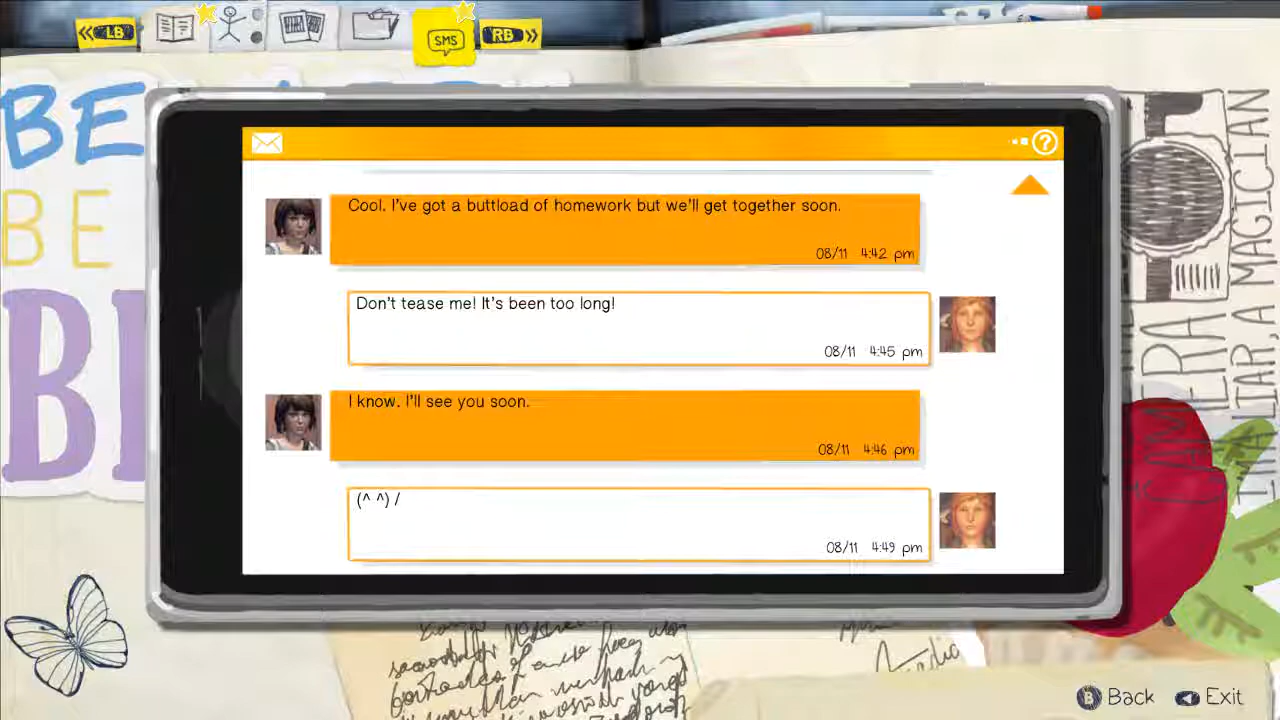 LB
SMS
RB
BE
BE
Cool. I've got a buttload of homework but we'll get together soon.
08/11 4:42 pm
Don't tease me! It's been too long!
08/11 4:45 pm
I know. I'll see you soon.
08/11 4:46 pm
(^ ^) /
08/11 4:49 pm
B Back
Exit